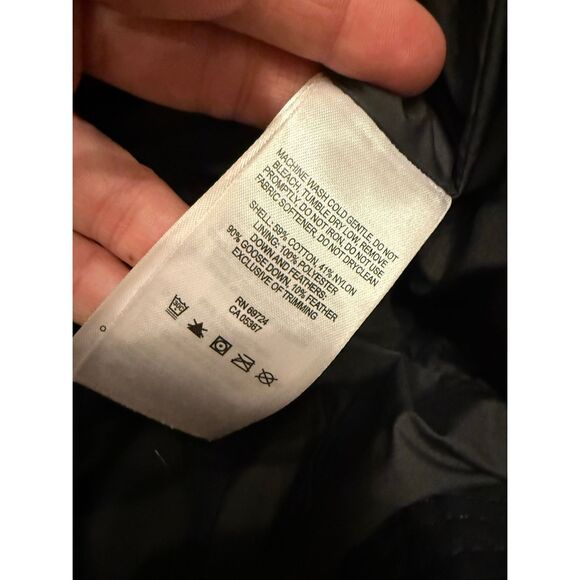 MACHINE WASH COLD GENTLE, DO NOT
BLEACH, TUMBLE DRY LOW, REMOVE
PROMPTLY, DO NOT IRON, DO NOT USE
FABRIC SOFTENER, DO NOT DRYCLEAN
SHELL: 59% COTTON, 41% NYLON
LINING: 100% POLYESTER
DOWN AND FEATHERS:
90% GOOSE DOWN, 10% FEATHER
EXCLUSIVE OF TRIMMING
RN 69724
CA 05367